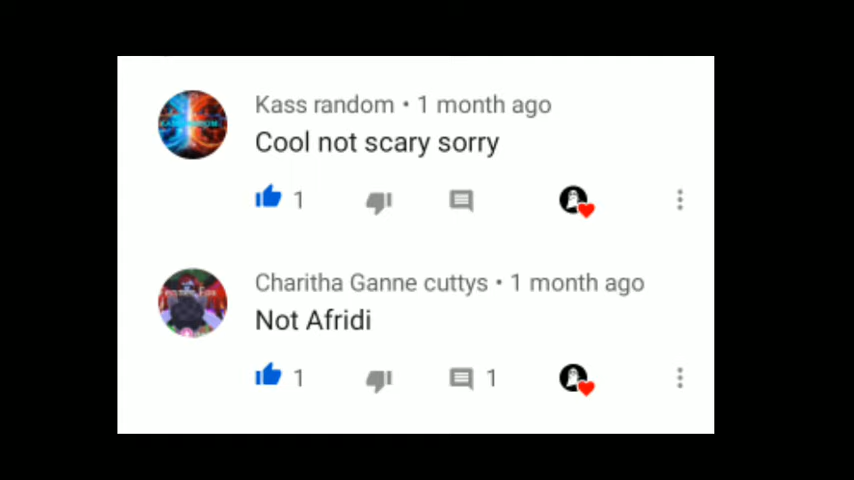 Kass random • 1 month ago
Cool not scary sorry
1
Charitha Ganne cuttys • 1 month ago
Not Afridi
1 1